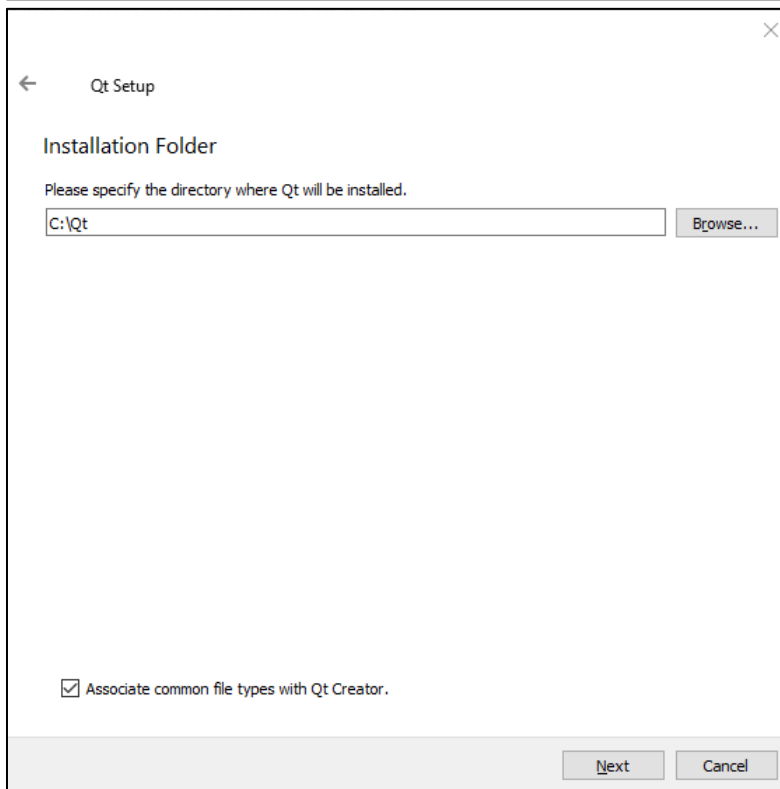 Qt Setup
Installation Folder
Please specify the directory where Qt will be installed.
C:\Qt
Browse...
Associate common file types with Qt Creator.
Next
Cancel